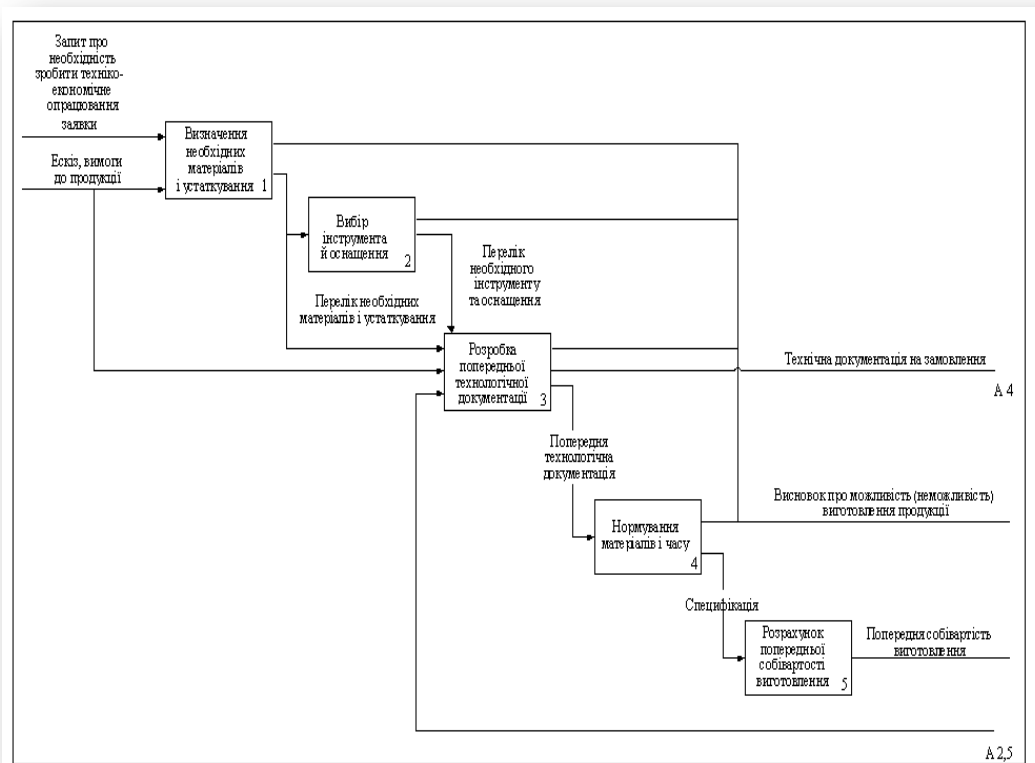 Запит про
необхідність
зробити техніко-
економічне
опрацювання
заявки
Ескіз, вимоги
до продукції
Визначення
необхідних
матеріалів
і устаткування 1
Вибір
інструмента
й оснащення
2
Перелік
необхідного
інструменту
та оснащення
Перелік необхідних
матеріалів і устаткування
Розробка
попередньої
технологічної
документації
3
Технічна документація на замовлення
А 4
Попередня
технологічна
документація
Висновок про можливість (неможливість)
виготовлення продукції
Нормування
матеріалів і часу
4
Специфікація
Розрахунок
попередньої
собівартості
виготовлення 5
Попередня собівартість
виготовлення
А 2,5